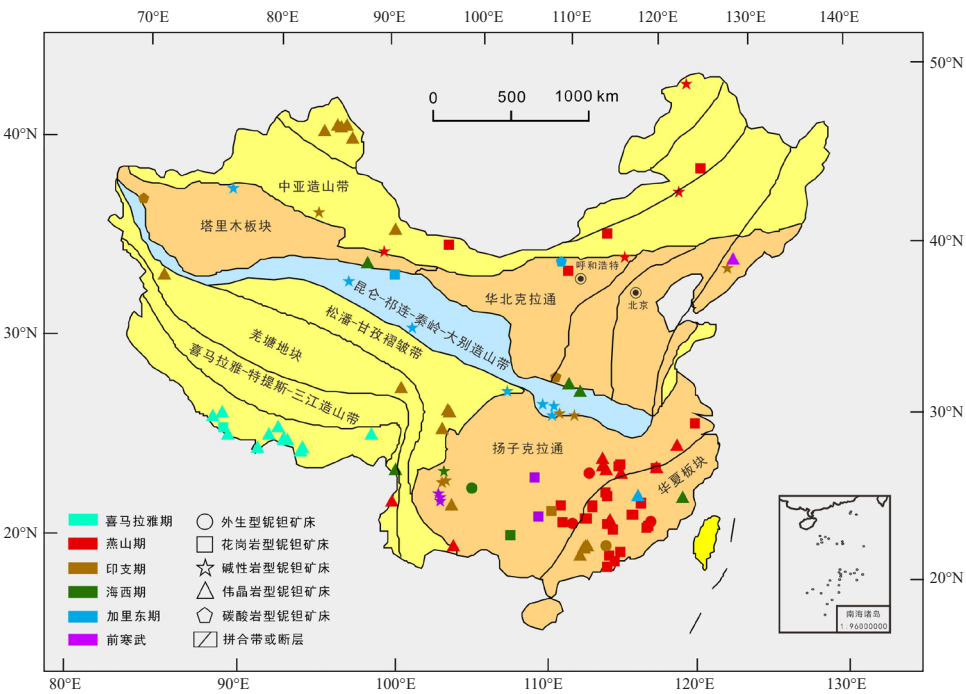 70°E 80°E 90°E 100°E 110°E 120°E 130°E 140°E
50°N
0 500 1000 km
40°N
中亚造山带
塔里木板块
40°N
呼和浩特
华北克拉通
北京
昆仑-祁连-秦岭-大别造山带
松潘-甘孜褶皱带
30°N
羌塘地块
喜马拉雅-特提斯-三江造山带
30°N
扬子克拉通
华夏板块
喜马拉雅期 外生型铌钽矿床
燕山期 花岗岩型铌钽矿床
20°N
印支期 碱性岩型铌钽矿床
海西期 伟晶岩型铌钽矿床
20°N
加里东期 碳酸岩型铌钽矿床
前寒武 拼合带或断层
南海诸岛
1:96000000
80°E 90°E 100°E 110°E 120°E 130°E